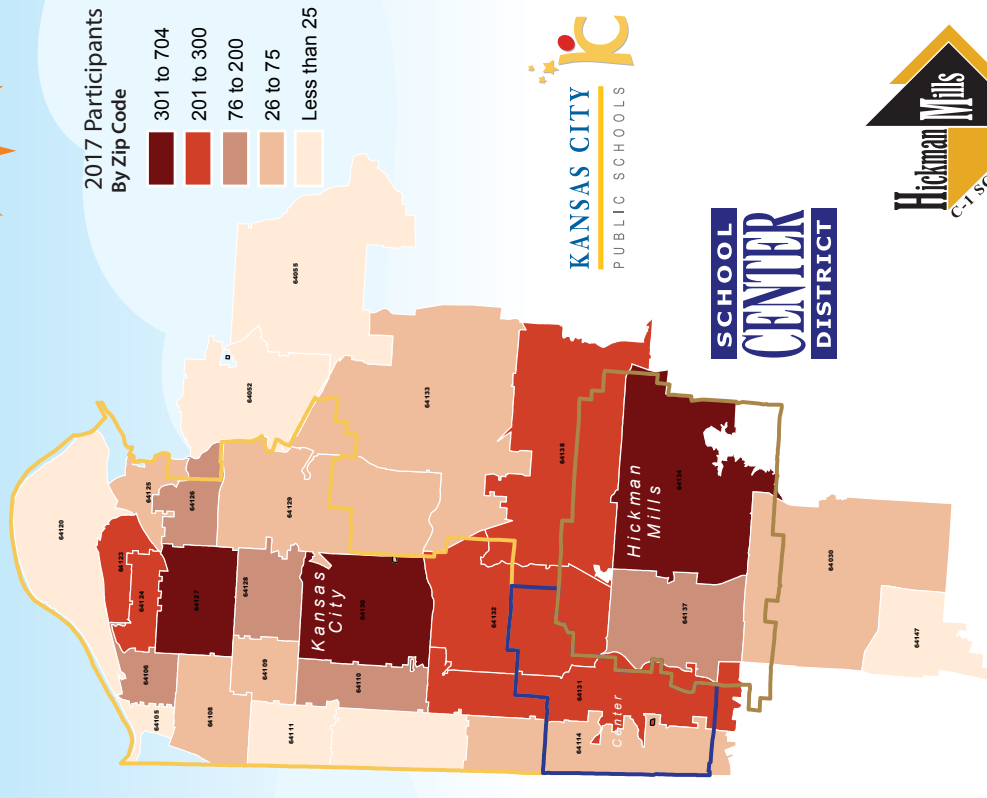 2017 Participants
By Zip Code
301 to 704
201 to 300
76 to 200
26 to 75
Less than 25
KANSAS CITY
PUBLIC SCHOOLS
kc
SCHOOL
CENTER
DISTRICT
Hickman Mills
C-1 SC
64120
64125
64126
64123
64124
64127
64128
64129
64106
64105
64108
64109
64110
64111
Kansas
City
64130
64052
64055
64133
64138
64132
64131
64114
Center
Hickman
Mills
64134
64137
64030
64147